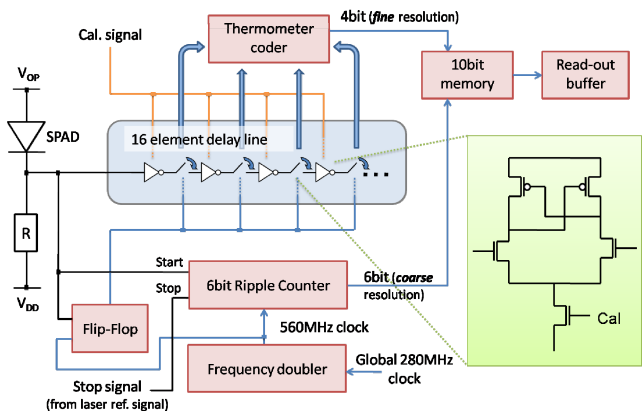 Cal. signal
Thermometer
coder
4bit (fine resolution)
10bit
memory
Read-out
buffer
VOP
SPAD
16 element delay line
R
VDD
Start
Stop
6bit Ripple Counter
6bit (coarse
resolution)
Flip-Flop
560MHz clock
Cal
Frequency doubler
Global 280MHz
clock
Stop signal
(from laser ref. signal)